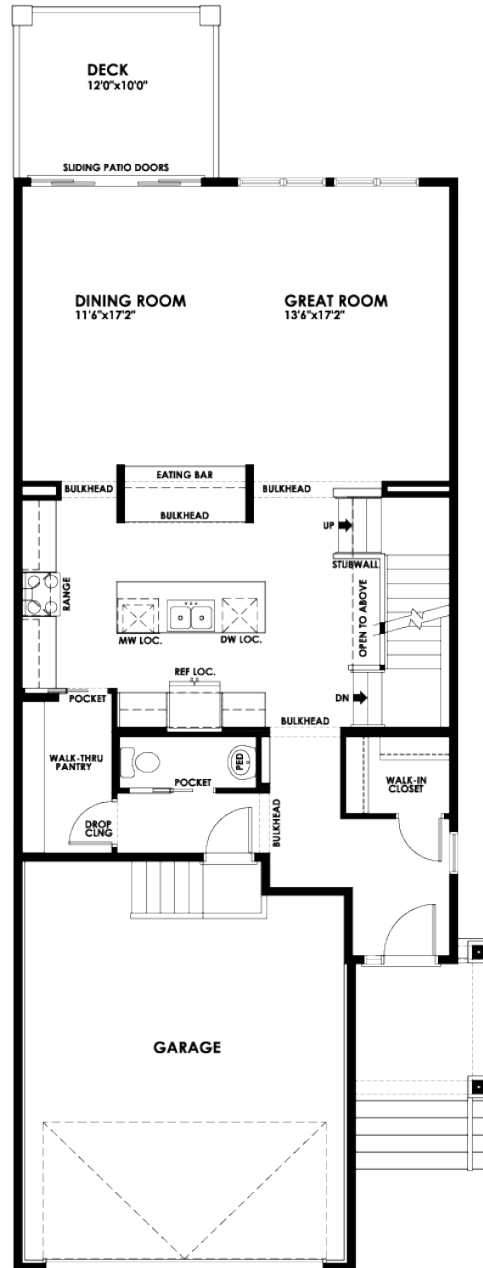 DECK
12'0"x10'0"
SLIDING PATIO DOORS
DINING ROOM
11'6"x17'2"
GREAT ROOM
13'6"x17'2"
EATING BAR
BULKHEAD
BULKHEAD
BULKHEAD
UP
STUBWALL
RANGE
OPEN TO ABOVE
MW LOC.
DW LOC.
REF LOC.
POCKET
DN
BULKHEAD
WALK-THRU
PANTRY
PED
POCKET
WALK-IN
CLOSET
DROP
CLNG
BULKHEAD
GARAGE